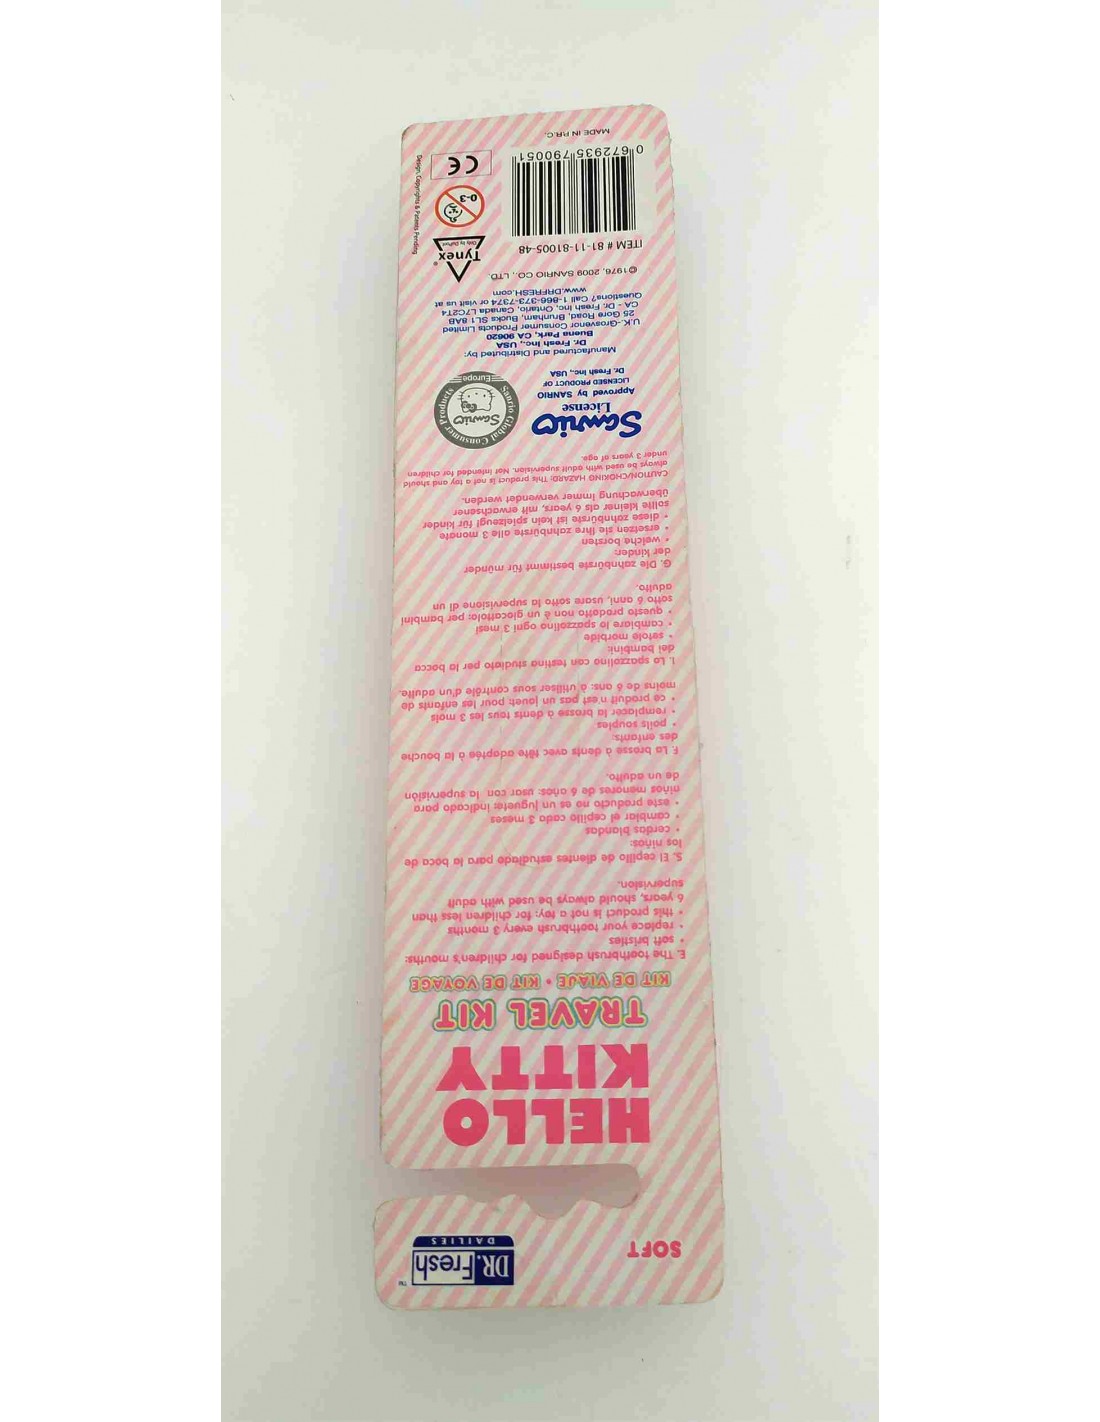 DR. Fresh
DAILIES
TM
SOFT
HELLO
KITTY
TRAVEL KIT
KIT DE VIAJE • KIT DE VOYAGE
E. The toothbrush designed for children's mouths:
• soft bristles
• replace your toothbrush every 3 months
• this product is not a toy: for children less than
6 years, should always be used with adult
supervision.
S. El cepillo de dientes estudiado para la boca de
los niños:
• cerdas blandas
• cambiar el cepillo cada 3 meses
• este producto no es un juguete: indicado para
niños menores de 6 años: usar con la supervisión
de un adulto.
F. La brosse à dents avec tête adaptée à la bouche
des enfants:
• poils souples
• remplacer la brosse à dents tous les 3 mois
• ce produit n'est pas un jouet: pour les enfants de
moins de 6 ans: à utiliser sous contrôle d'un adulte.
I. Lo spazzolino con testina studiato per la bocca
dei bambini:
• setole morbide
• cambiare lo spazzolino ogni 3 mesi
• questo prodotto non è un giocattolo: per bambini
sotto 6 anni, usare sotto la supervisione di un
adulto.
G. Die zahnbürste bestimmt für münder
der kinder:
• welche borsten
• ersetzen sie Ihre zahnbürste alle 3 monate
• diese zahnbürste ist kein spielzeug! für kinder
sollte kleiner als 6 years, mit erwachsener
überwachung immer verwendet werden.
CAUTION/CHOKING HAZARD: This product is not a toy and should
always be used with adult supervision. Not intended for children
under 3 years of age.
Sanrio
License
Approved by SANRIO
LICENSED PRODUCT OF
Dr. Fresh Inc., USA
Sanrio Global Consumer Products
Sanrio
Europe
Manufactured and Distributed by:
Dr. Fresh Inc., USA
Buena Park, CA 90620
U.K.-Grosvenor Consumer Products Limited
25 Gore Road, Brunham, Bucks SL1 8AB
CA - Dr. Fresh Inc, Ontario, Canada L7C2T4
Questions? Call 1-866-373-7374 or visit us at
www.DRFRESH.com
©1976, 2009 SANRIO CO., LTD.
ITEM # 81-11-81005-48
0 672935 790051
MADE IN P.R.C.
Tynex®
Only by DuPont
0-3
CE
Design, Copyrights & Patents Pending